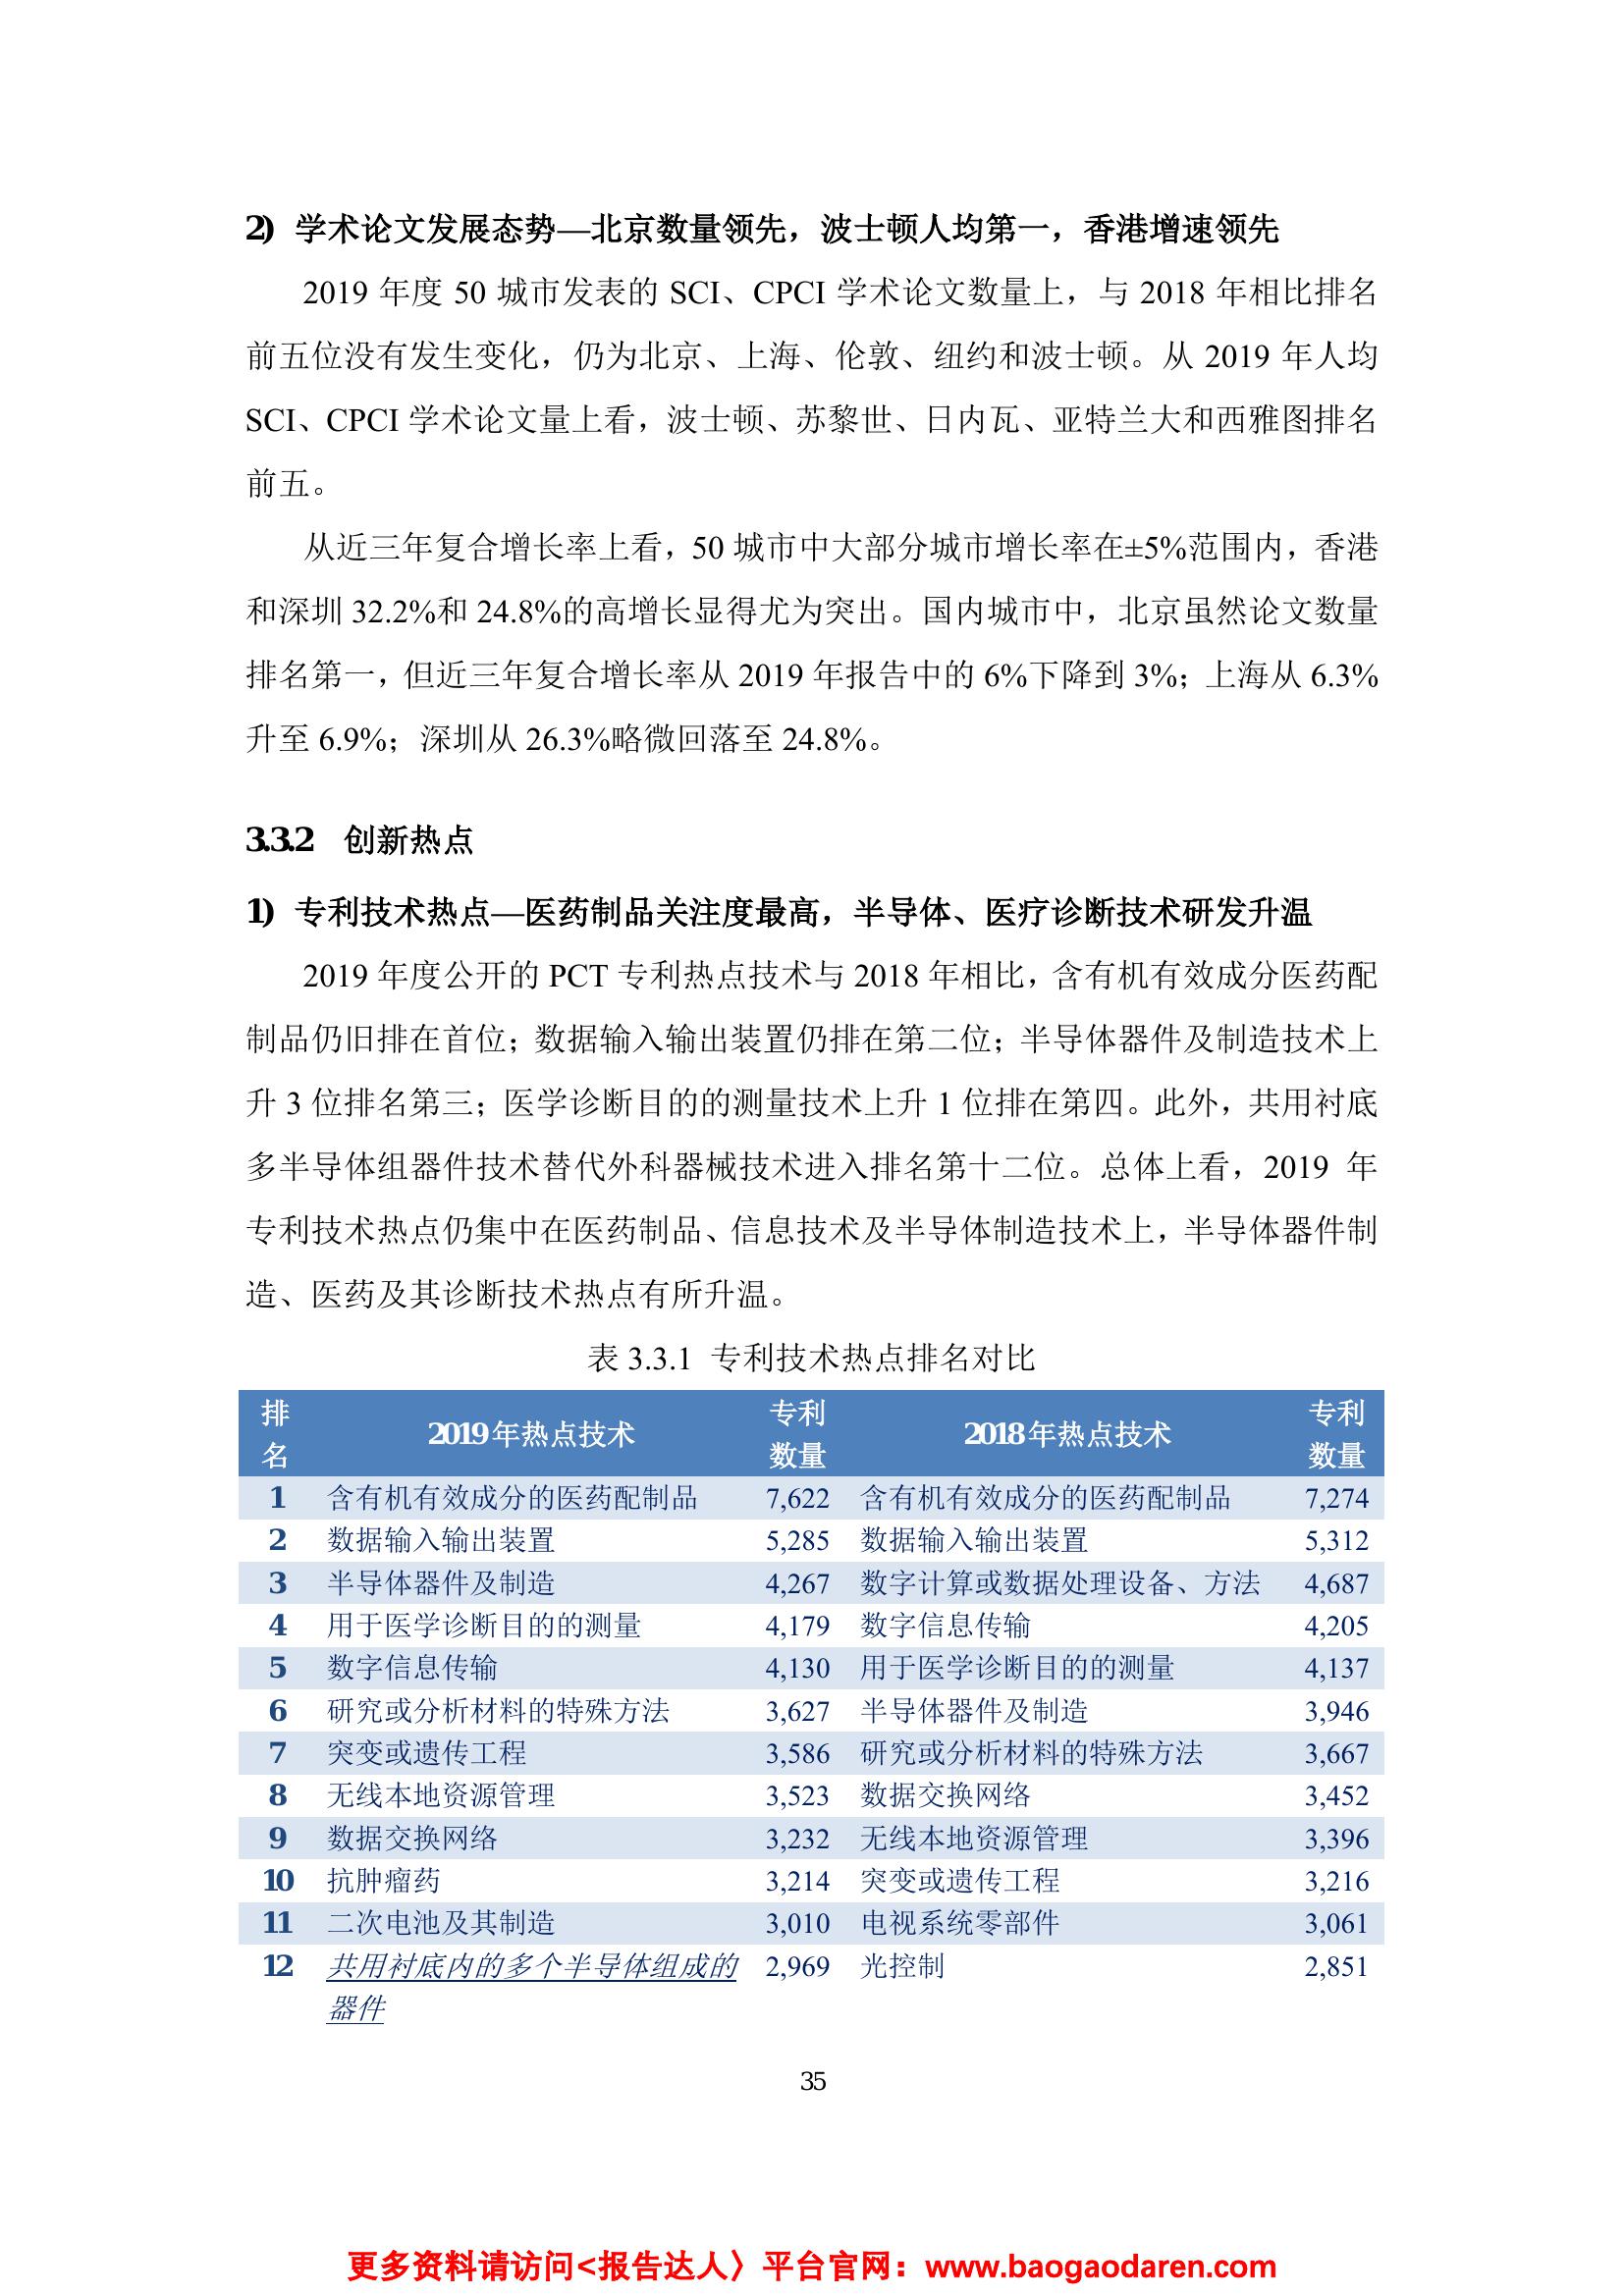 2) 学术论文发展态势—北京数量领先，波士顿人均第一，香港增速领先
2019 年度 50 城市发表的 SCI、CPCI 学术论文数量上，与 2018 年相比排名
前五位没有发生变化，仍为北京、上海、伦敦、纽约和波士顿。从 2019 年人均
SCI、CPCI 学术论文量上看，波士顿、苏黎世、日内瓦、亚特兰大和西雅图排名
前五。
从近三年复合增长率上看，50 城市中大部分城市增长率在±5%范围内，香港
和深圳 32.2%和 24.8%的高增长显得尤为突出。国内城市中，北京虽然论文数量
排名第一，但近三年复合增长率从 2019 年报告中的 6%下降到 3%；上海从 6.3%
升至 6.9%；深圳从 26.3%略微回落至 24.8%。
3.3.2 创新热点
1) 专利技术热点—医药制品关注度最高，半导体、医疗诊断技术研发升温
2019 年度公开的 PCT 专利热点技术与 2018 年相比，含有机有效成分医药配
制品仍旧排在首位；数据输入输出装置仍排在第二位；半导体器件及制造技术上
升 3 位排名第三；医学诊断目的的测量技术上升 1 位排在第四。此外，共用衬底
多半导体组器件技术替代外科器械技术进入排名第十二位。总体上看，2019 年
专利技术热点仍集中在医药制品、信息技术及半导体制造技术上，半导体器件制
造、医药及其诊断技术热点有所升温。
表 3.3.1 专利技术热点排名对比
排名 2019年热点技术 专利数量 2018年热点技术 专利数量
1 含有机有效成分的医药配制品 7,622 含有机有效成分的医药配制品 7,274
2 数据输入输出装置 5,285 数据输入输出装置 5,312
3 半导体器件及制造 4,267 数字计算或数据处理设备、方法 4,687
4 用于医学诊断目的的测量 4,179 数字信息传输 4,205
5 数字信息传输 4,130 用于医学诊断目的的测量 4,137
6 研究或分析材料的特殊方法 3,627 半导体器件及制造 3,946
7 突变或遗传工程 3,586 研究或分析材料的特殊方法 3,667
8 无线本地资源管理 3,523 数据交换网络 3,452
9 数据交换网络 3,232 无线本地资源管理 3,396
10 抗肿瘤药 3,214 突变或遗传工程 3,216
11 二次电池及其制造 3,010 电视系统零部件 3,061
12 共用衬底内的多个半导体组成的 2,969 光控制 2,851
器件
35
更多资料请访问<报告达人〉平台官网：www.baogaodaren.com